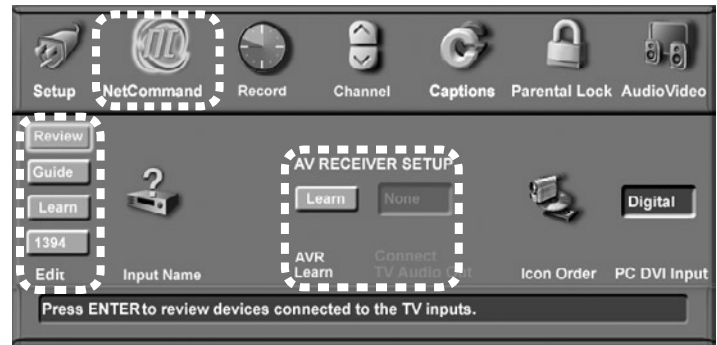 Setup NetCommand Record Channel Captions Parental Lock AudioVideo
Review
Guide
Learn
1394
Edit
Input Name
AV RECEIVER SETUP
Learn None
AVR Learn
Connect TV Audio Out
Icon Order
Digital
PC DVI Input
Press ENTER to review devices connected to the TV inputs.